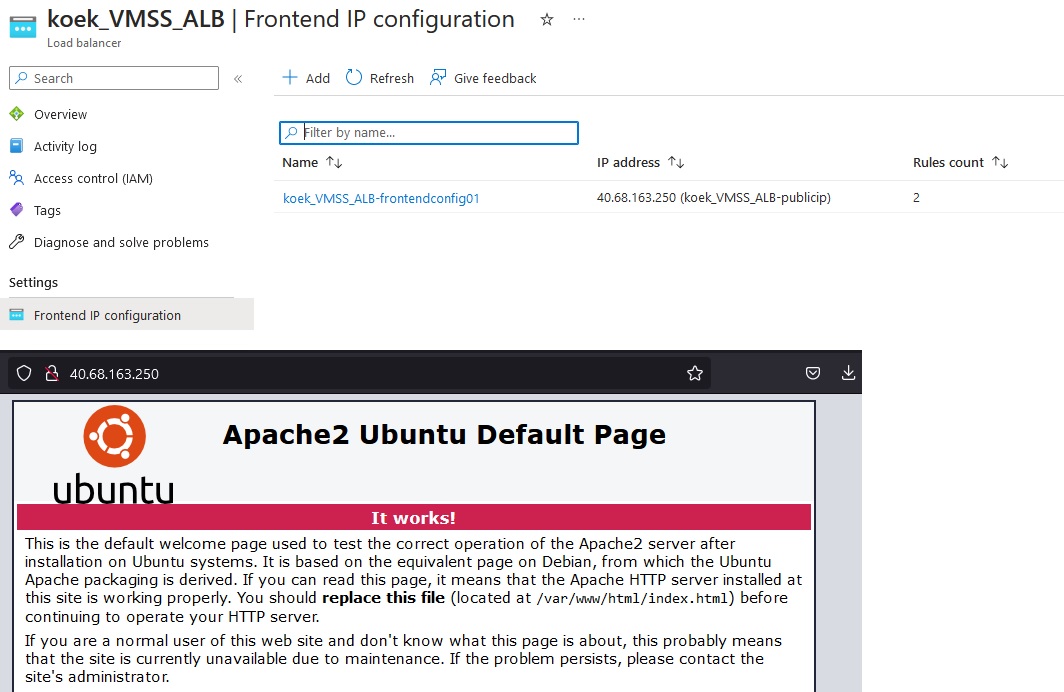 koek_VMSS_ALB | Frontend IP configuration
Load balancer
Search
Add Refresh Give feedback
Overview
Activity log
Access control (IAM)
Tags
Diagnose and solve problems
Settings
Frontend IP configuration
Filter by name...
Name IP address Rules count
koek_VMSS_ALB-frontendconfig01 40.68.163.250 (koek_VMSS_ALB-publicip) 2
40.68.163.250
ubuntu
Apache2 Ubuntu Default Page
It works!
This is the default welcome page used to test the correct operation of the Apache2 server after
installation on Ubuntu systems. It is based on the equivalent page on Debian, from which the Ubuntu
Apache packaging is derived. If you can read this page, it means that the Apache HTTP server installed at
this site is working properly. You should replace this file (located at /var/www/html/index.html) before
continuing to operate your HTTP server.
If you are a normal user of this web site and don't know what this page is about, this probably means
that the site is currently unavailable due to maintenance. If the problem persists, please contact the
site's administrator.